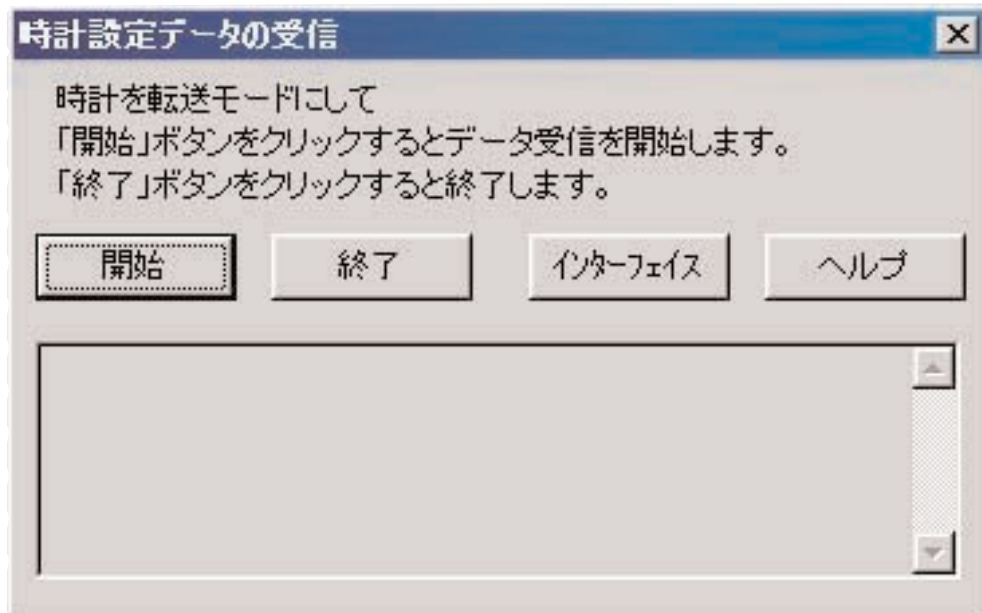 時計設定データの受信
時計を転送モードにして
「開始」ボタンをクリックするとデータ受信を開始します。
「終了」ボタンをクリックすると終了します。
開始 終了 インターフェイス ヘルプ